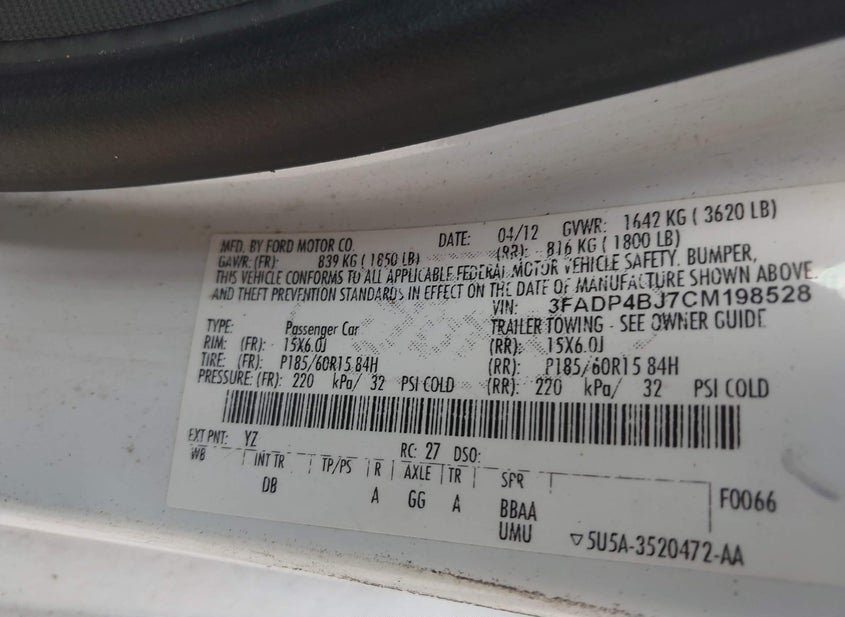 MFD. BY FORD MOTOR CO. DATE: 04/12 GVWR: 1642 KG ( 3620 LB)
GAWR: (FR): 839 KG ( 1850 LB) (RR): 816 KG ( 1800 LB)
THIS VEHICLE CONFORMS TO ALL APPLICABLE FEDERAL MOTOR VEHICLE SAFETY, BUMPER,
AND THEFT PREVENTION STANDARDS IN EFFECT ON THE DATE OF MANUFACTURE SHOWN ABOVE.
VIN: 3FADP4BJ7CM198528
TYPE: Passenger Car TRAILER TOWING - SEE OWNER GUIDE
RIM: (FR): 15X6.0J (RR): 15X6.0J
TIRE: (FR): P185/60R15 84H (RR): P185/60R15 84H
PRESSURE: (FR): 220 kPa/ 32 PSI COLD (RR): 220 kPa/ 32 PSI COLD
EXT PNT: YZ RC: 27 DSO:
WB INT TR TP/PS R AXLE TR SPR F0066
DB A GG A BBAA
UMU ▽5U5A-3520472-AA